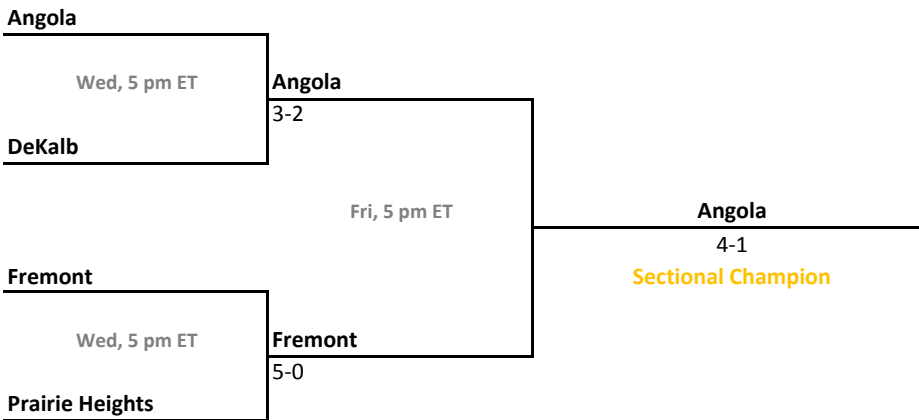 Angola
Wed, 5 pm ET
Angola
3-2
DeKalb
Fri, 5 pm ET
Angola
4-1
Sectional Champion
Fremont
Wed, 5 pm ET
Fremont
5-0
Prairie Heights